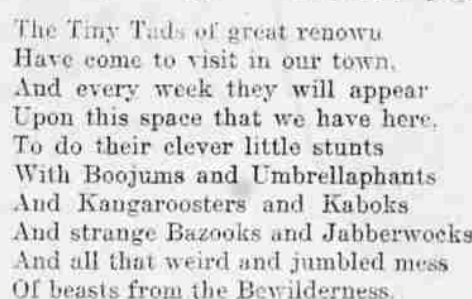 The Tiny Tads of great renown
Have come to visit in our town.
And every week they will appear
Upon this space that we have here.
To do their clever little stunts
With Boojums and Umbrellaphants
And Kangaroosters and Kaboks
And strange Bazooks and Jabberwocks
And all that weird and jumbled mess
Of beasts from the Bewilderness.